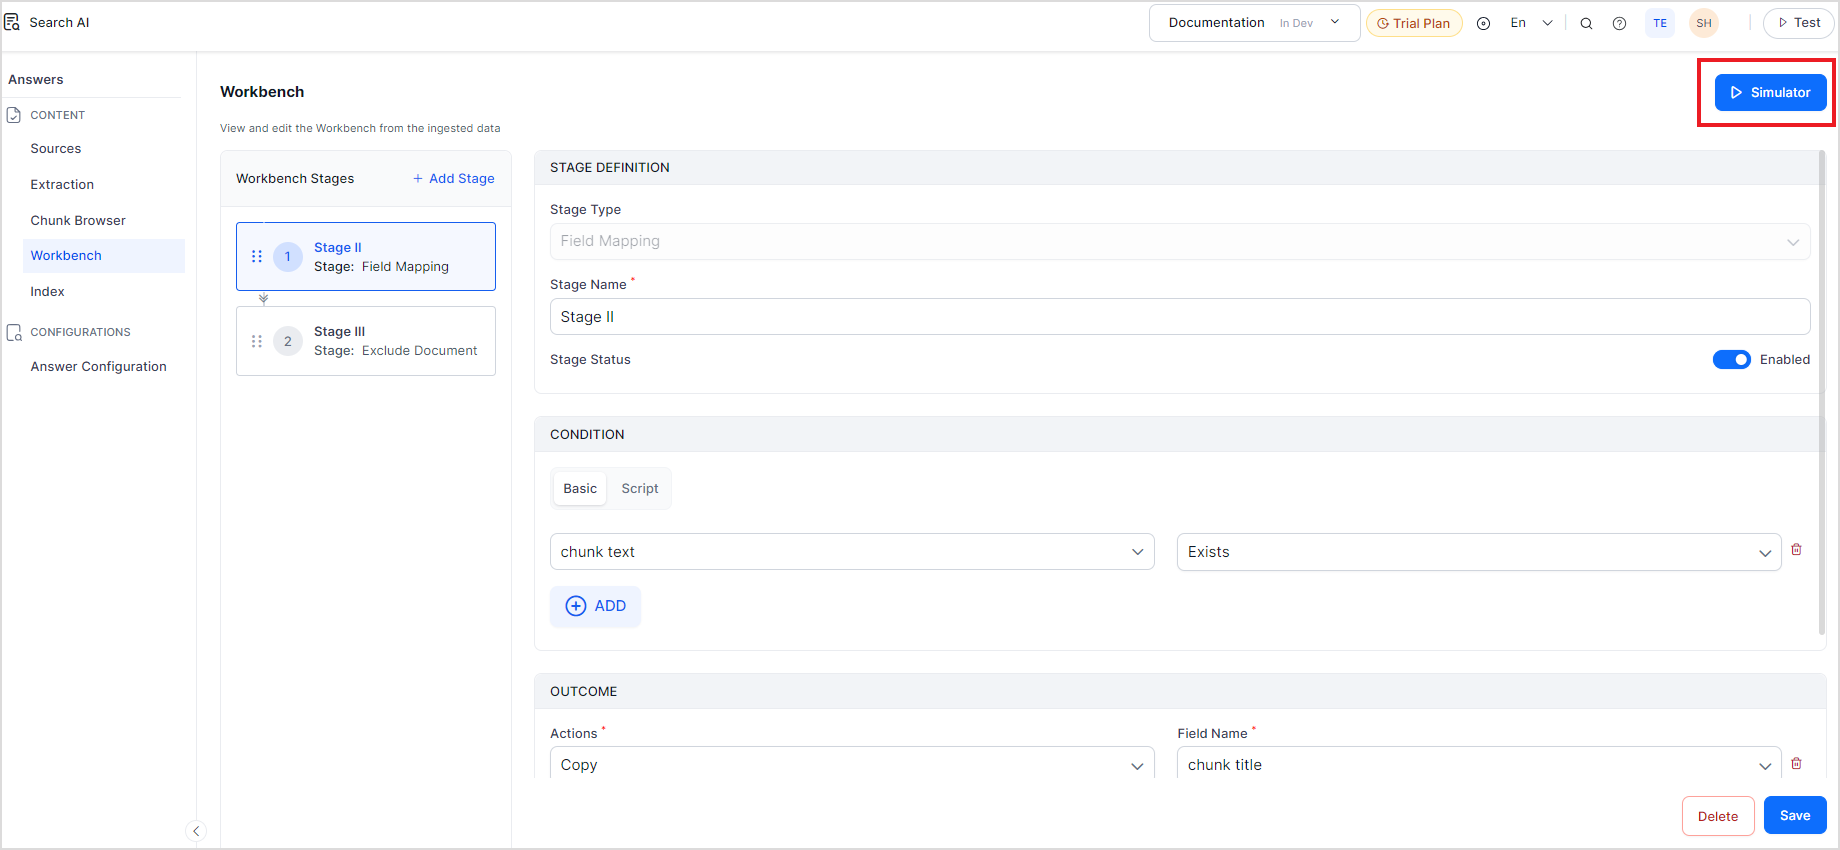 Search AI
Documentation In Dev
Trial Plan
En
TE
SH
Test
Answers
CONTENT
Sources
Extraction
Chunk Browser
Workbench
Index
CONFIGURATIONS
Answer Configuration
Workbench
View and edit the Workbench from the ingested data
Simulator
Workbench Stages
+ Add Stage
1
Stage II
Stage: Field Mapping
2
Stage III
Stage: Exclude Document
STAGE DEFINITION
Stage Type
Field Mapping
Stage Name *
Stage II
Stage Status
Enabled
CONDITION
Basic Script
chunk text
Exists
ADD
OUTCOME
Actions *
Field Name *
Copy
chunk title
Delete
Save